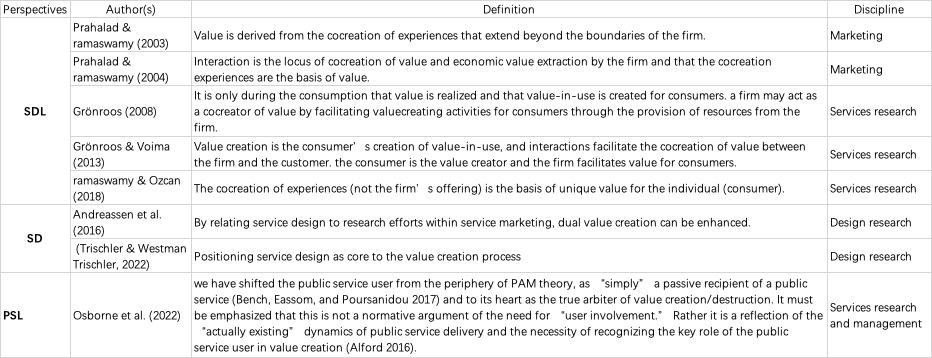 Perspectives Author(s) Definition Discipline
SDL
Prahalad &
ramaswamy (2003)
Value is derived from the cocreation of experiences that extend beyond the boundaries of the firm.
Marketing
Prahalad &
ramaswamy (2004)
Interaction is the locus of cocreation of value and economic value extraction by the firm and that the cocreation
experiences are the basis of value.
Marketing
Grönroos (2008)
It is only during the consumption that value is realized and that value-in-use is created for consumers. a firm may act as
a cocreator of value by facilitating valuecreating activities for consumers through the provision of resources from the
firm.
Services research
Grönroos & Voima
(2013)
Value creation is the consumer’s creation of value-in-use, and interactions facilitate the cocreation of value between
the firm and the customer. the consumer is the value creator and the firm facilitates value for consumers.
Services research
ramaswamy & Ozcan
(2018)
The cocreation of experiences (not the firm’s offering) is the basis of unique value for the individual (consumer).
Services research
SD
Andreassen et al.
(2016)
By relating service design to research efforts within service marketing, dual value creation can be enhanced.
Design research
(Trischler & Westman
Trischler, 2022)
Positioning service design as core to the value creation process
Design research
PSL
Osborne et al. (2022)
we have shifted the public service user from the periphery of PAM theory, as “simply” a passive recipient of a public
service (Bench, Eassom, and Poursanidou 2017) and to its heart as the true arbiter of value creation/destruction. It must
be emphasized that this is not a normative argument of the need for “user involvement.” Rather it is a reflection of the
“actually existing” dynamics of public service delivery and the necessity of recognizing the key role of the public
service user in value creation (Alford 2016).
Services research
and management